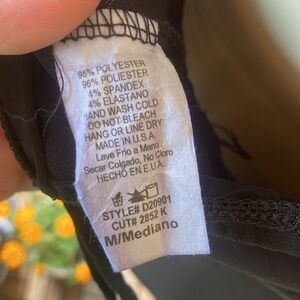 96% POLYESTER
96% POLIESTER
4% SPANDEX
4% ELASTANO
HAND WASH COLD
DO NOT BLEACH
HANG OR LINE DRY
MADE IN U.S.A.
Lave Frio a Mano
Secar Colgado, No Cloro
HECHO EN E.U.A.
STYLE# D20901
CUT# 2852 K
M/Mediano